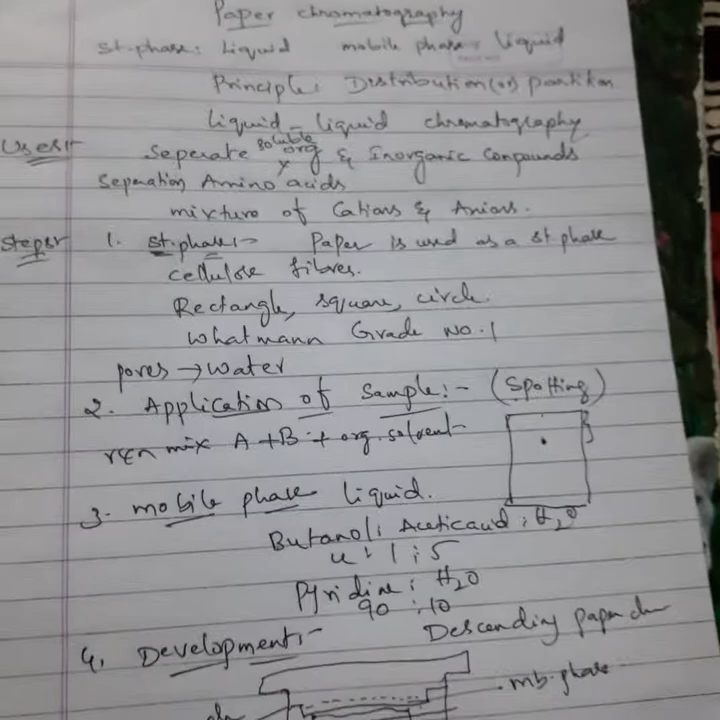 Paper chromatography
st.phase: Liquid mobile phase: Liquid
Principle: Distribution (or) partition
Liquid - liquid chromatography
Uses:- Seperate soluble org & Inorganic compounds
Seperation Amino acids
mixture of Cations & Anions.
Steps 1. st.phase:- Paper is used as a st phase
cellulose fibres.
Rectangle, square, circle.
Whatmann Grade No. 1
pores → water
2. Application of Sample:- (Spotting)
rxn mix A + B + org. solvent
3. mobile phase liquid.
Butanol: Aceticacid : H2O
4 : 1 : 5
Pyridine : H2O
90 : 10
4. Development:- Descending paper
mb.phase